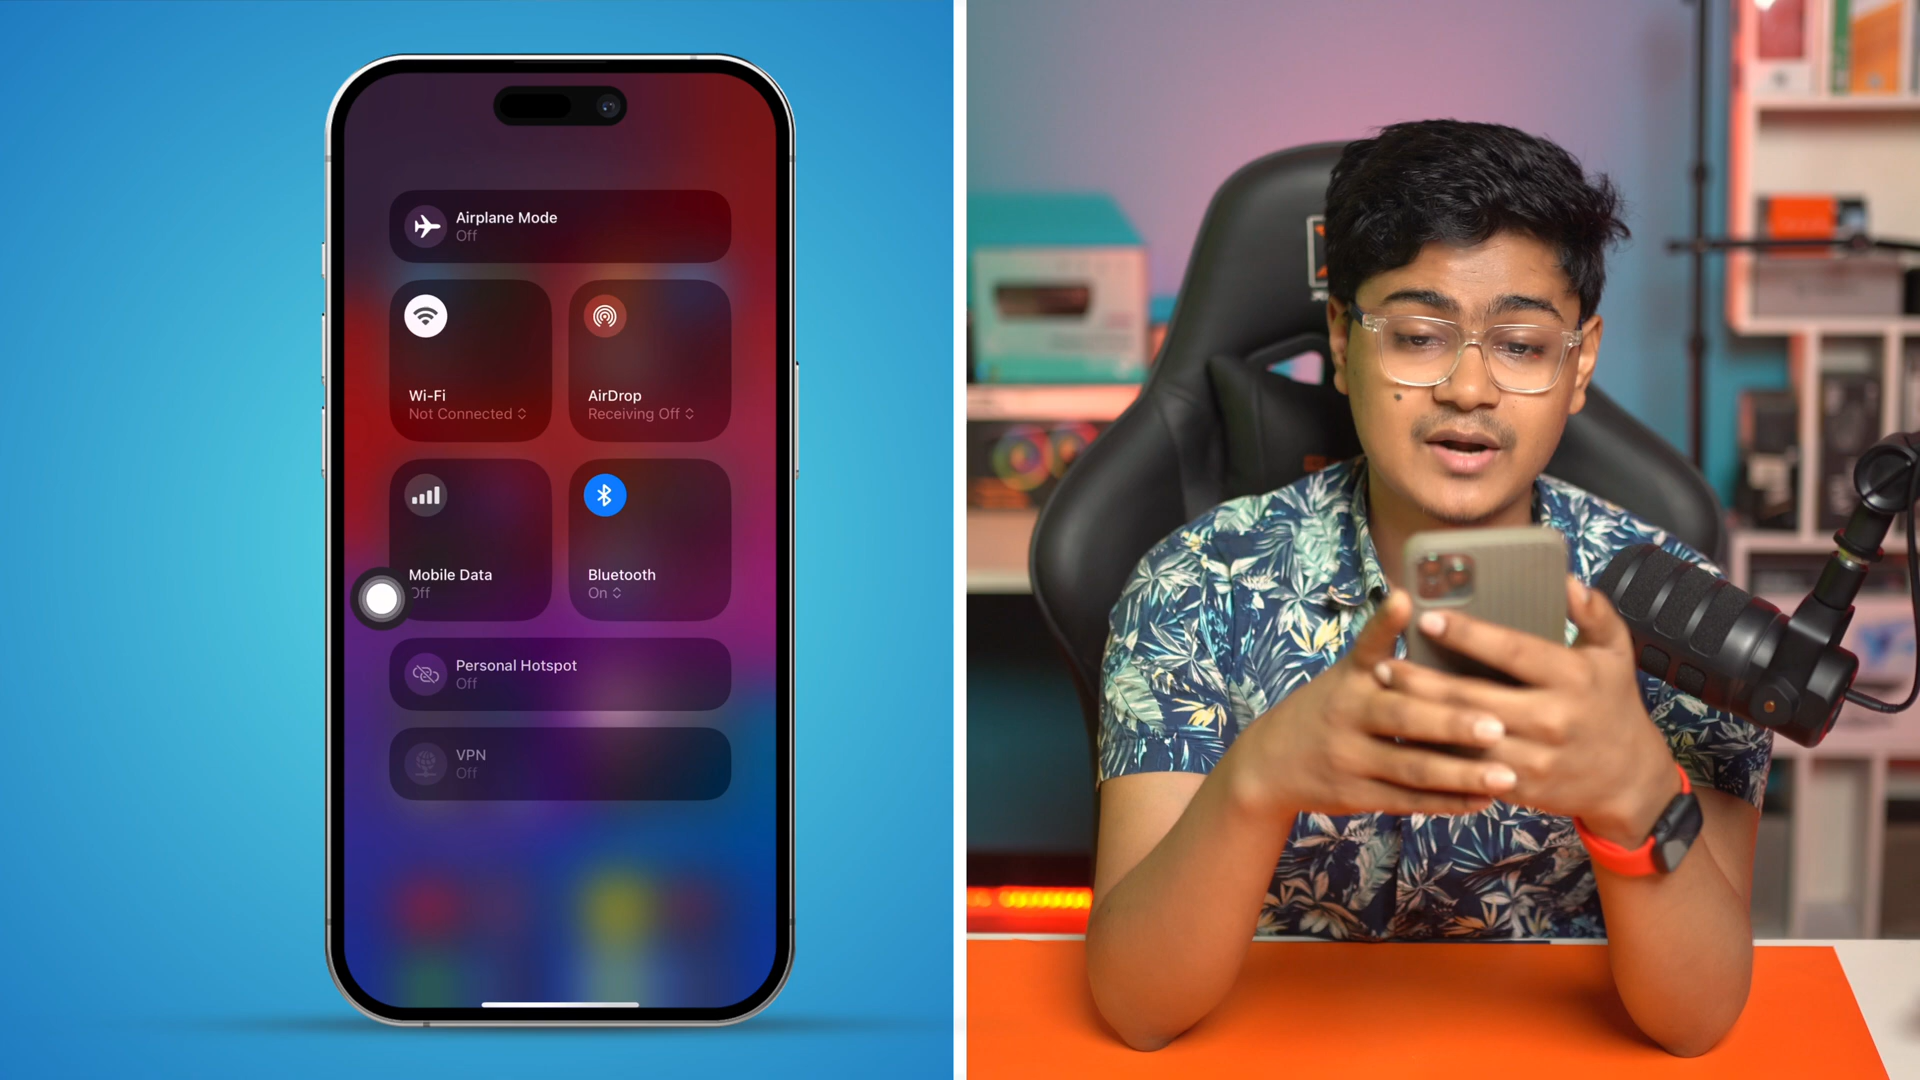 Airplane Mode
Off
Wi-Fi
Not Connected
AirDrop
Receiving Off
Mobile Data
Off
Bluetooth
On
Personal Hotspot
Off
VPN
Off